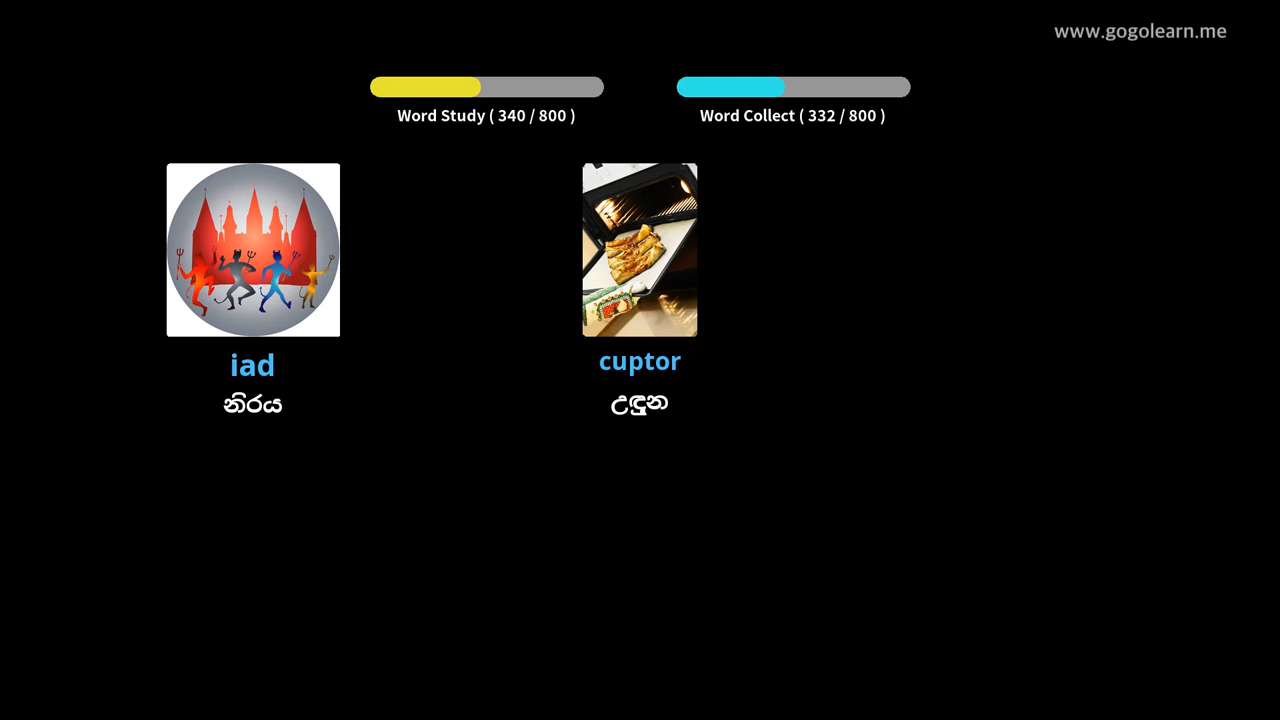 www.gogolearn.me
Word Study ( 340 / 800 )
Word Collect ( 332 / 800 )
iad
නිරය
cuptor
උඳුන